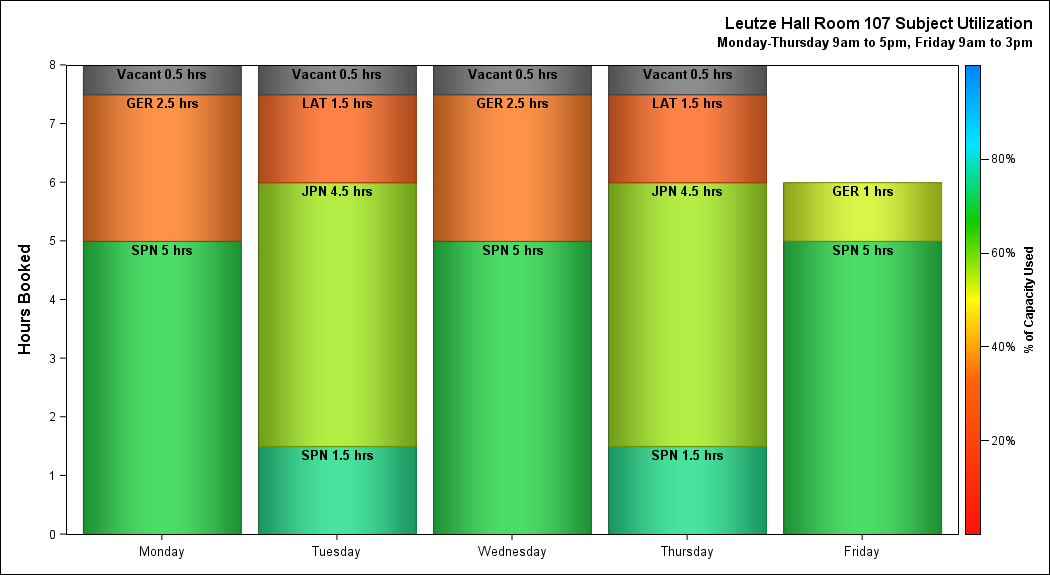 Leutze Hall Room 107 Subject Utilization
Monday-Thursday 9am to 5pm, Friday 9am to 3pm
Hours Booked
8
7
6
5
4
3
2
1
0
Vacant 0.5 hrs
GER 2.5 hrs
SPN 5 hrs
Vacant 0.5 hrs
LAT 1.5 hrs
JPN 4.5 hrs
SPN 1.5 hrs
Vacant 0.5 hrs
GER 2.5 hrs
SPN 5 hrs
Vacant 0.5 hrs
LAT 1.5 hrs
JPN 4.5 hrs
SPN 1.5 hrs
GER 1 hrs
SPN 5 hrs
Monday
Tuesday
Wednesday
Thursday
Friday
80%
60%
40%
20%
% of Capacity Used